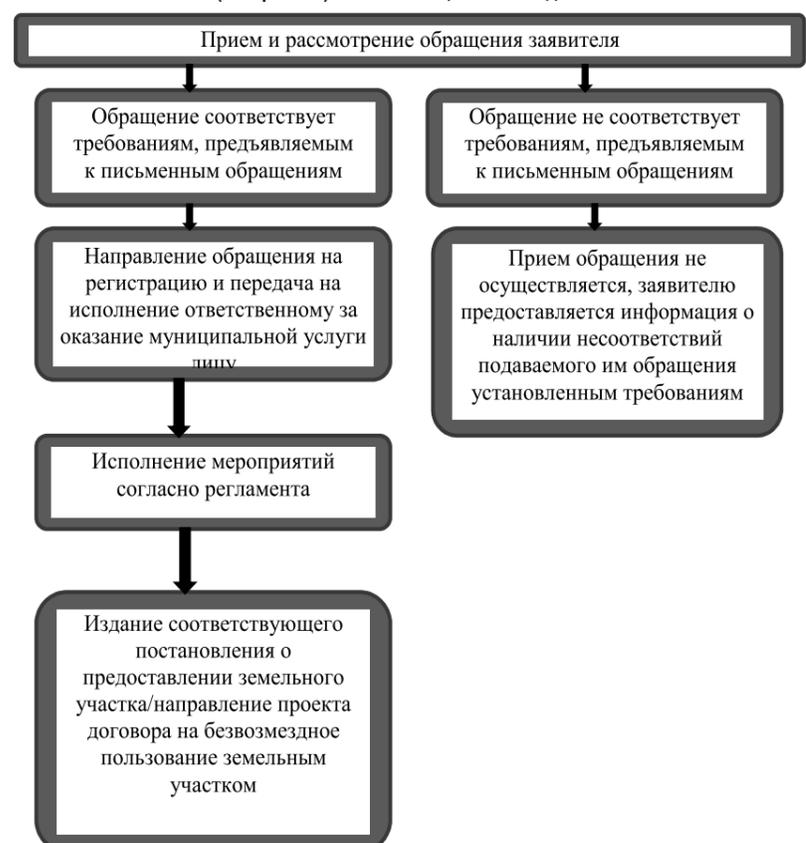 Прием и рассмотрение обращения заявителя
Обращение соответствует
требованиям, предъявляемым
к письменным обращениям
Обращение не соответствует
требованиям, предъявляемым
к письменным обращениям
Направление обращения на
регистрацию и передача на
исполнение ответственному за
оказание муниципальной услуги
лицу
Прием обращения не
осуществляется, заявителю
предоставляется информация о
наличии несоответствий
подаваемого им обращения
установленным требованиям
Исполнение мероприятий
согласно регламента
Издание соответствующего
постановления о
предоставлении земельного
участка/направление проекта
договора на безвозмездное
пользование земельным
участком